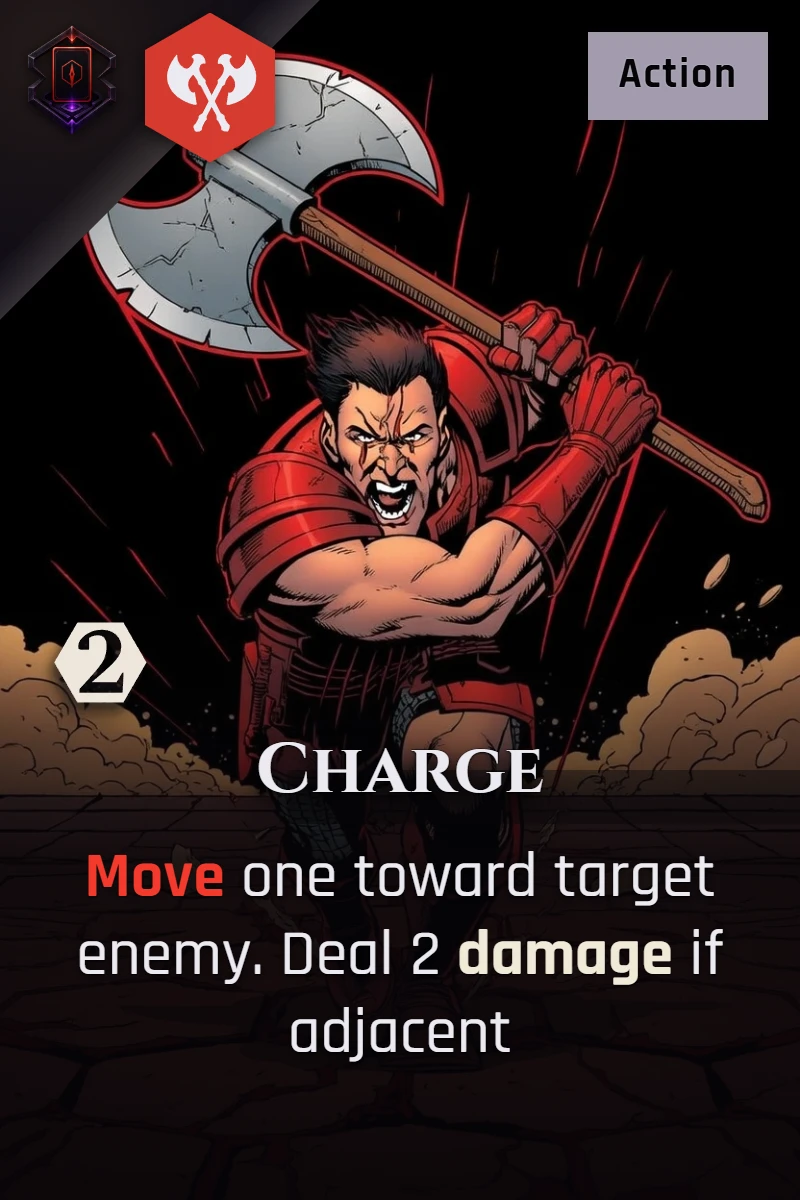 Action
2
Charge
Move one toward target
enemy. Deal 2 damage if
adjacent